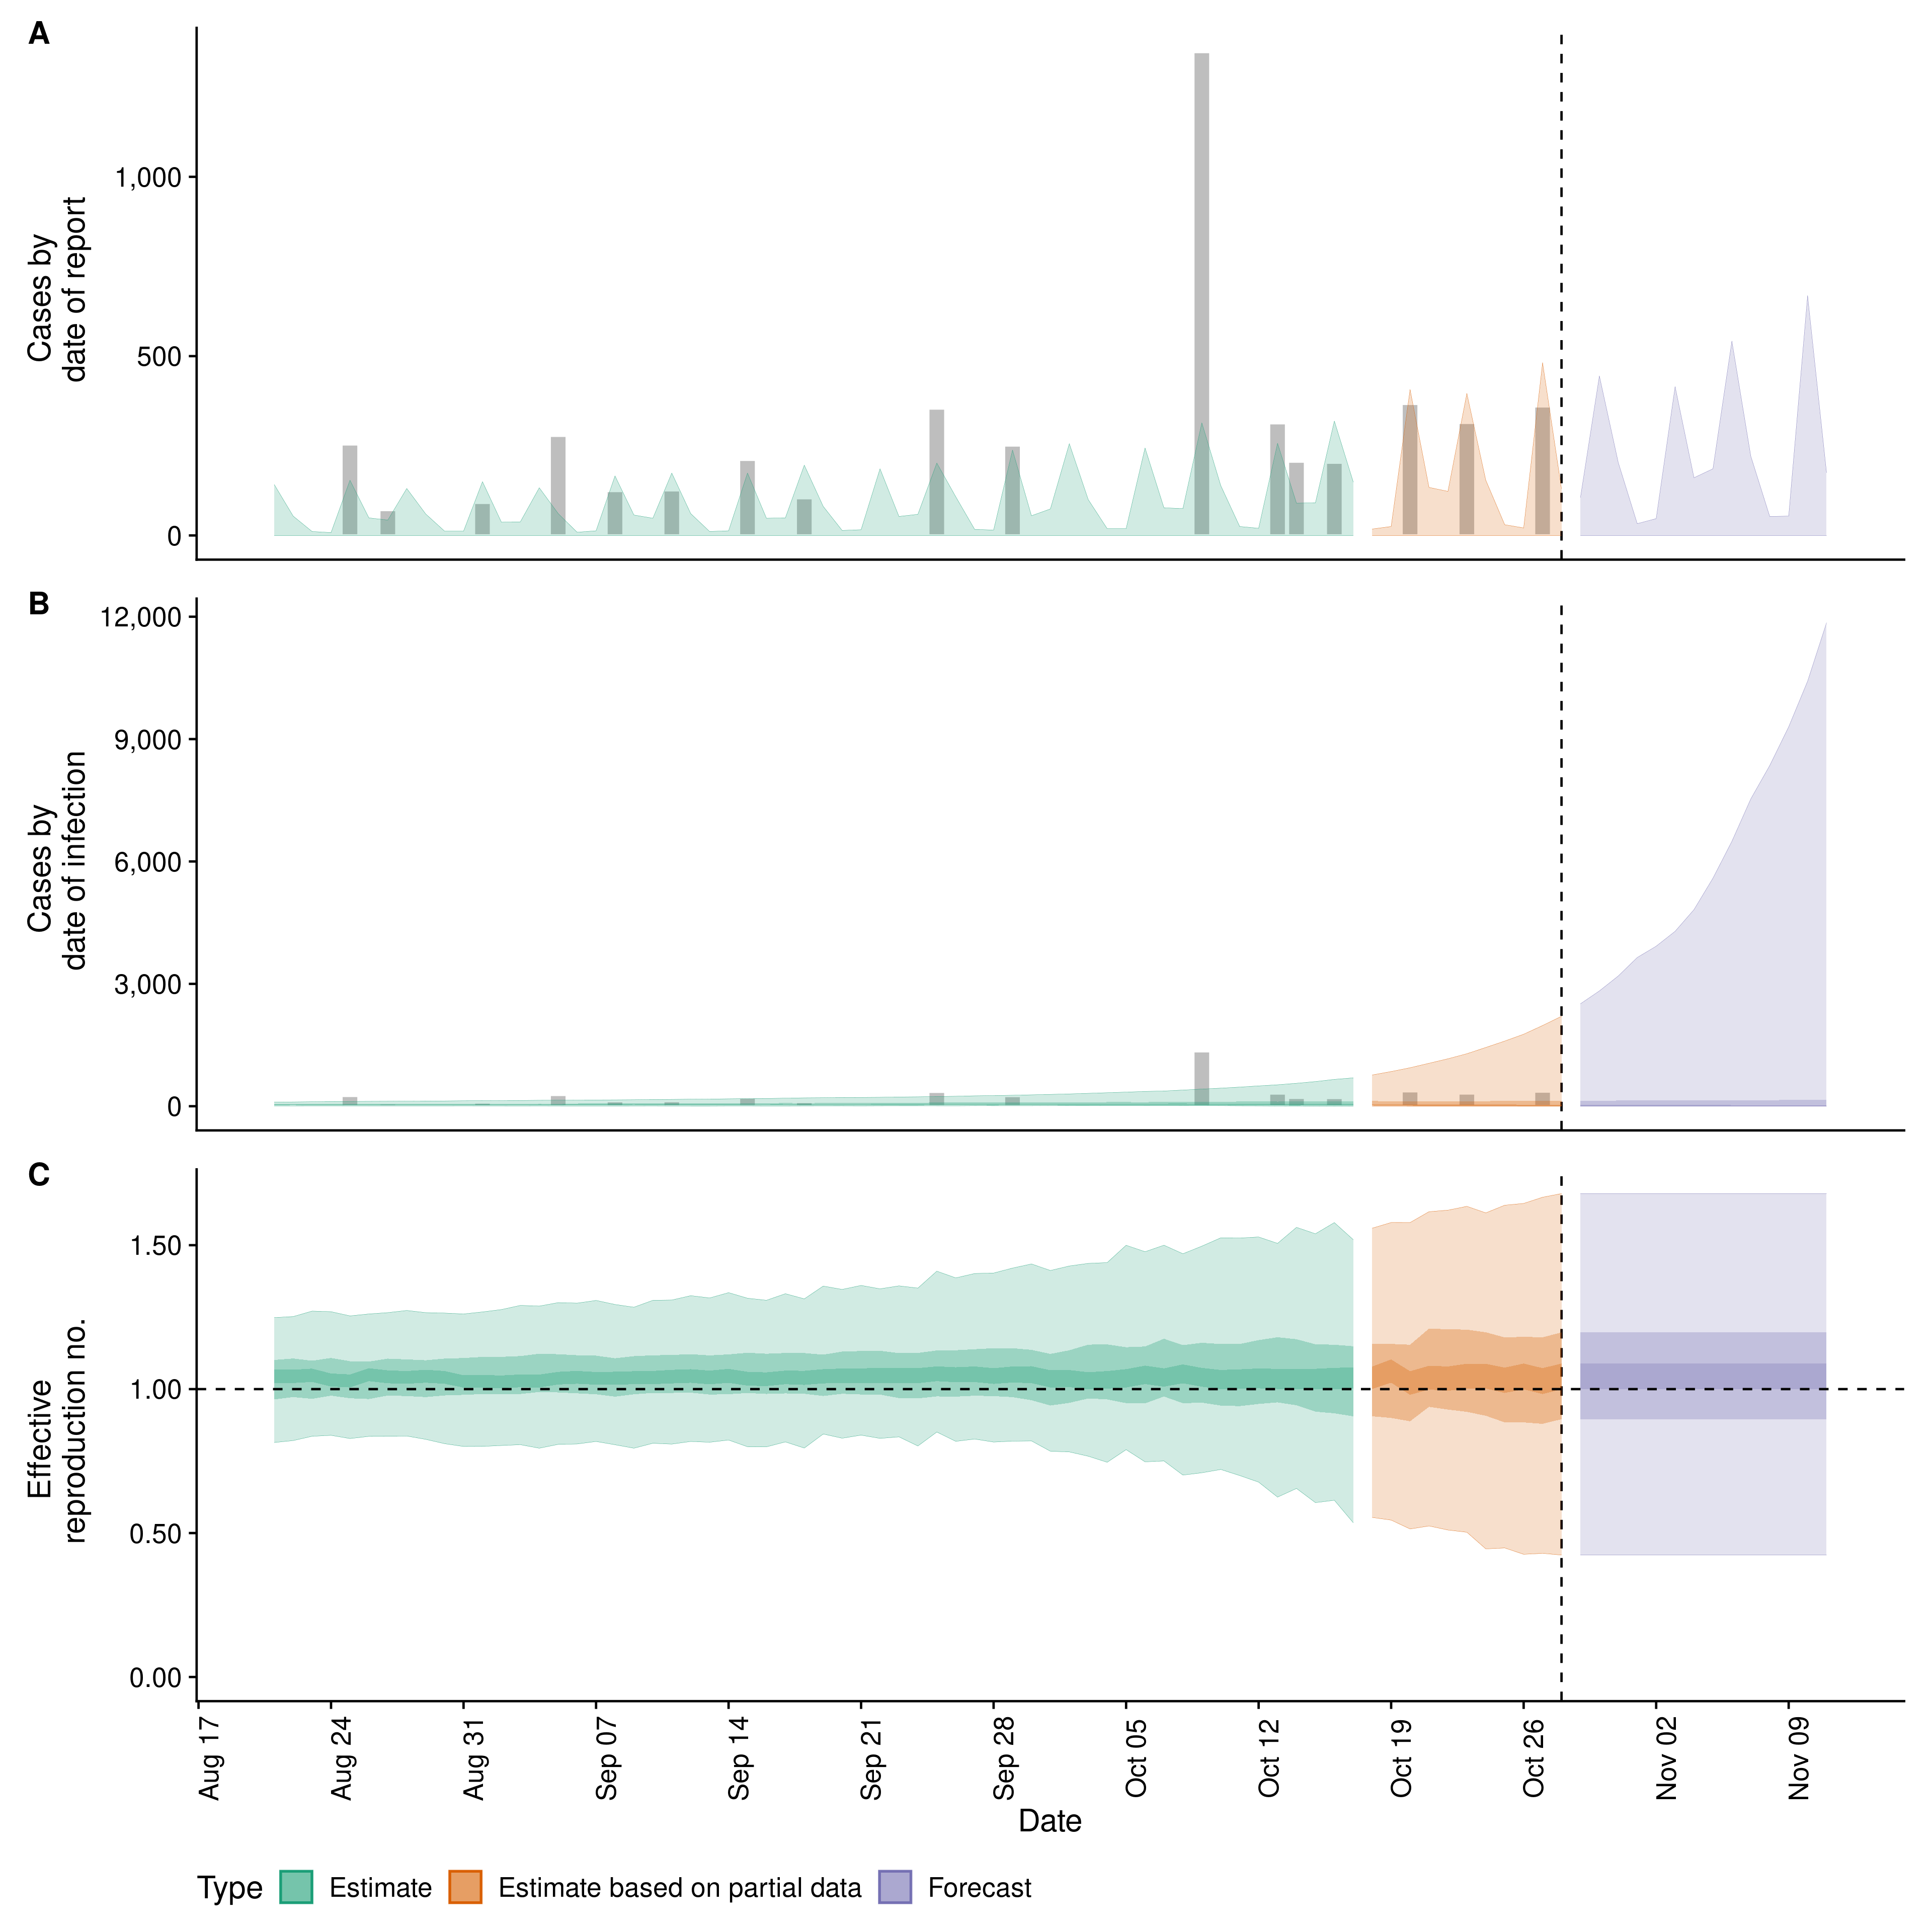 A
Cases by
date of report
1,000
500
0
B
Cases by
date of infection
12,000
9,000
6,000
3,000
0
C
Effective
reproduction no.
1.50
1.00
0.50
0.00
Aug 17
Aug 24
Aug 31
Sep 07
Sep 14
Sep 21
Sep 28
Oct 05
Oct 12
Oct 19
Oct 26
Nov 02
Nov 09
Date
Type Estimate Estimate based on partial data Forecast